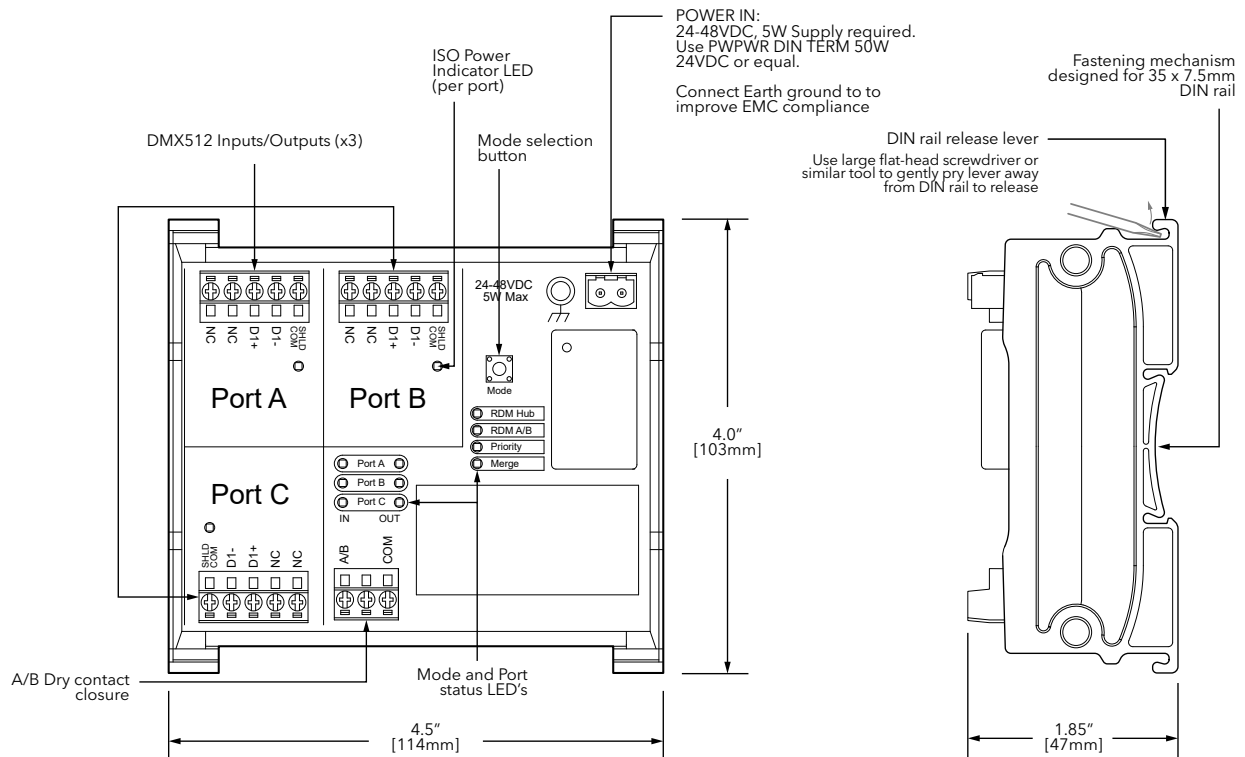 POWER IN:
24-48VDC, 5W Supply required.
Use PWPWR DIN TERM 50W
24VDC or equal.
Connect Earth ground to to
improve EMC compliance
ISO Power
Indicator LED
(per port)
Fastening mechanism
designed for 35 x 7.5mm
DIN rail
DMX512 Inputs/Outputs (x3)
Mode selection
button
DIN rail release lever
Use large flat-head screwdriver or
similar tool to gently pry lever away
from DIN rail to release
NC
NC
D1+
D1-
SHLD
COM
Port A
NC
NC
D1+
D1-
SHLD
COM
Port B
24-48VDC
5W Max
Mode
RDM Hub
RDM A/B
Priority
Merge
4.0"
[103mm]
Port C
SHLD
COM
D1-
D1+
NC
NC
Port A
Port B
Port C
IN OUT
A/B
COM
A/B Dry contact
closure
Mode and Port
status LED's
4.5"
[114mm]
1.85"
[47mm]